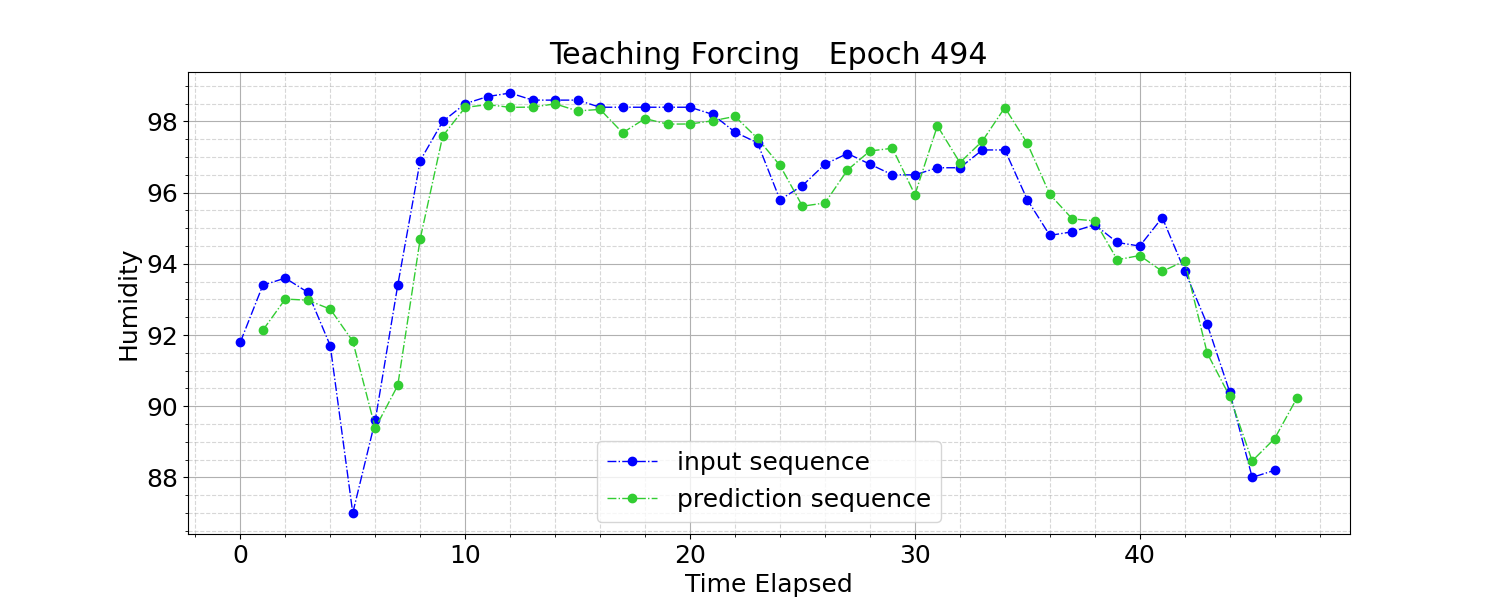 Teaching Forcing   Epoch 494
Humidity
98
96
94
92
90
88
input sequence
prediction sequence
0 10 20 30 40
Time Elapsed